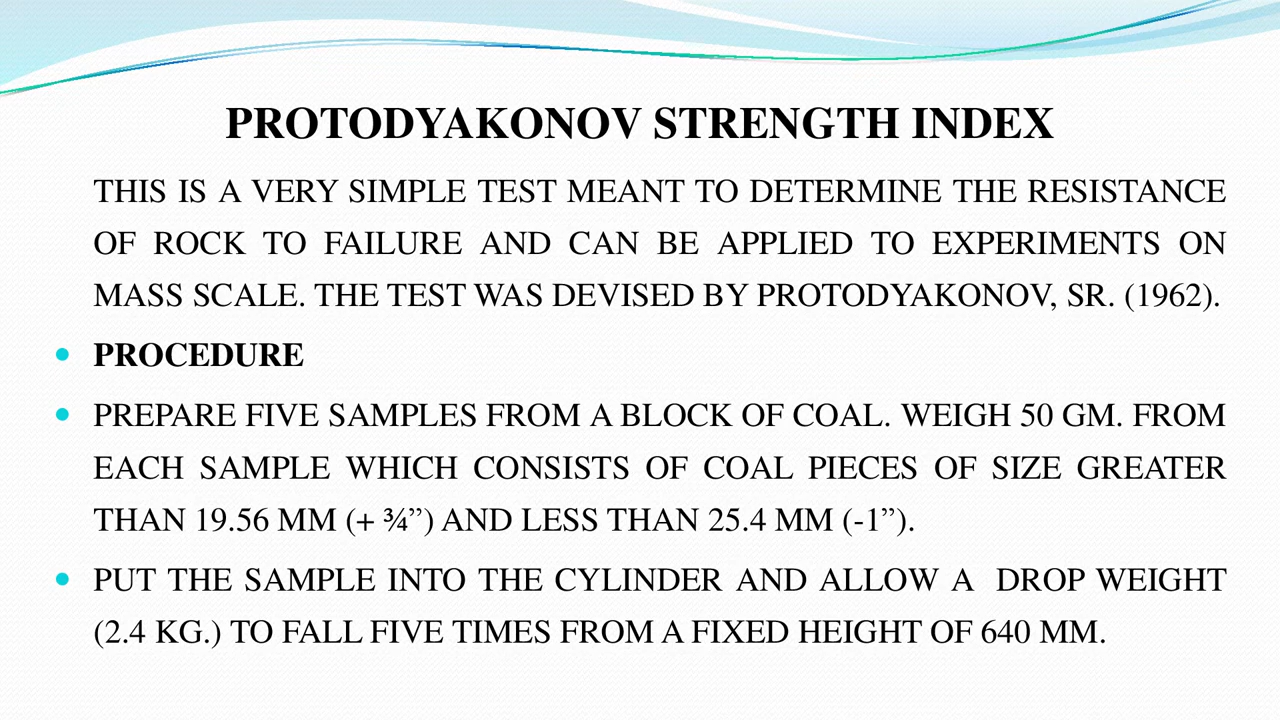 PROTODYAKONOV STRENGTH INDEX
THIS IS A VERY SIMPLE TEST MEANT TO DETERMINE THE RESISTANCE
OF ROCK TO FAILURE AND CAN BE APPLIED TO EXPERIMENTS ON
MASS SCALE. THE TEST WAS DEVISED BY PROTODYAKONOV, SR. (1962).
• PROCEDURE
• PREPARE FIVE SAMPLES FROM A BLOCK OF COAL. WEIGH 50 GM. FROM
EACH SAMPLE WHICH CONSISTS OF COAL PIECES OF SIZE GREATER
THAN 19.56 MM (+ ¾”) AND LESS THAN 25.4 MM (-1”).
• PUT THE SAMPLE INTO THE CYLINDER AND ALLOW A DROP WEIGHT
(2.4 KG.) TO FALL FIVE TIMES FROM A FIXED HEIGHT OF 640 MM.